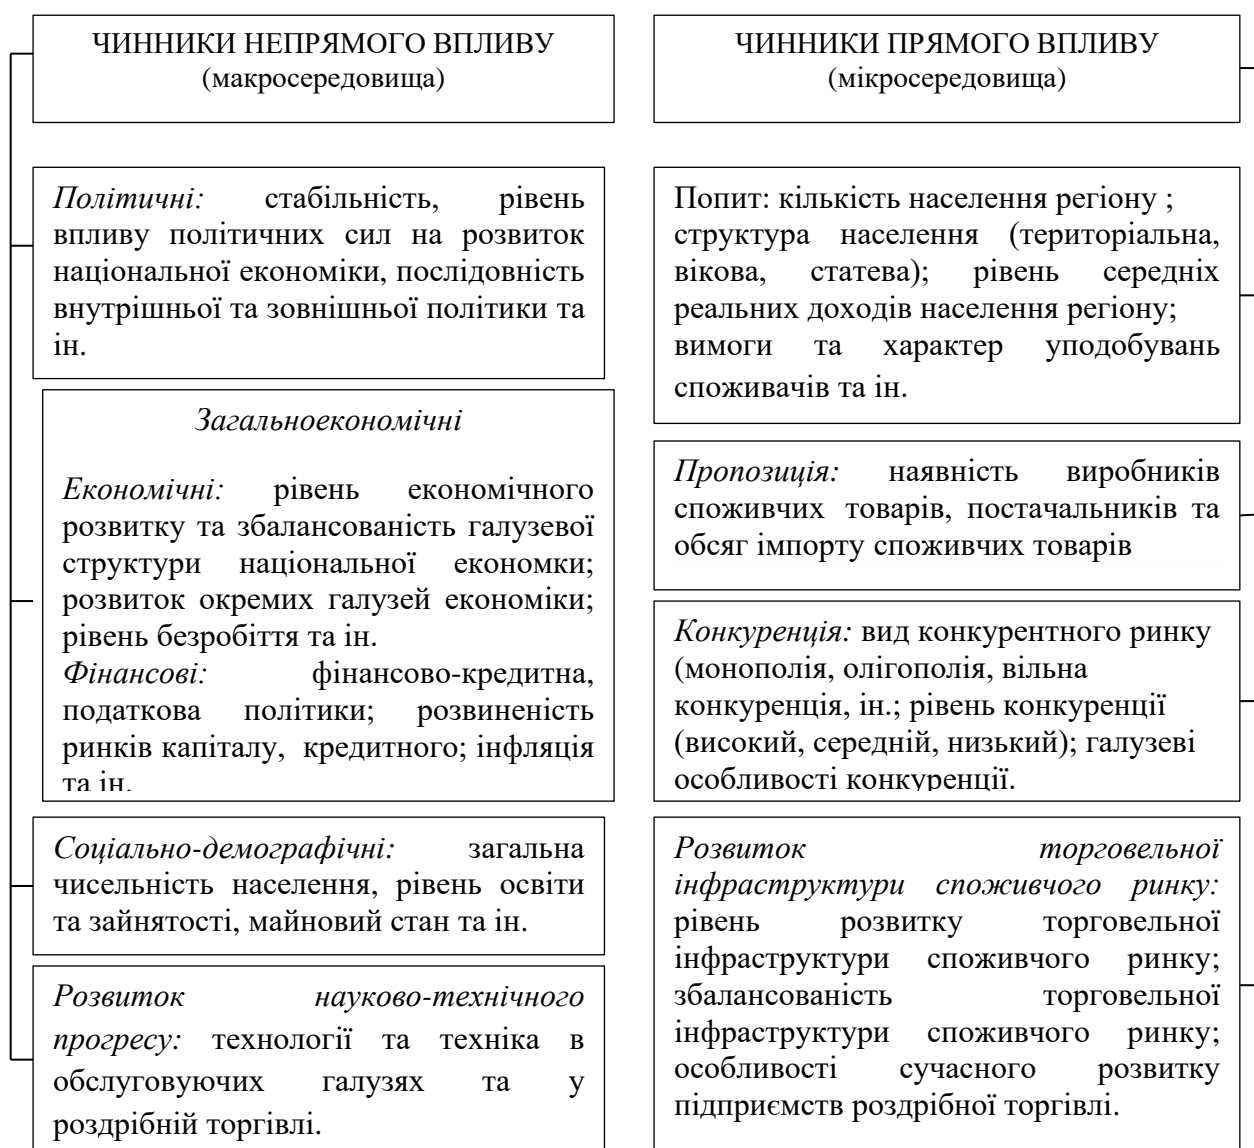 ЧИННИКИ НЕПРЯМОГО ВПЛИВУ
(макросередовища)
Політичні: стабільність, рівень
впливу політичних сил на розвиток
національної економіки, послідовність
внутрішньої та зовнішньої політики та
ін.
Загальноекономічні
Економічні: рівень економічного
розвитку та збалансованість галузевої
структури національної економки;
розвиток окремих галузей економіки;
рівень безробіття та ін.
Фінансові: фінансово-кредитна,
податкова політики; розвиненість
ринків капіталу, кредитного; інфляція
та ін.
Соціально-демографічні: загальна
чисельність населення, рівень освіти
та зайнятості, майновий стан та ін.
Розвиток науково-технічного
прогресу: технології та техніка в
обслуговуючих галузях та у
роздрібній торгівлі.
ЧИННИКИ ПРЯМОГО ВПЛИВУ
(мікросередовища)
Попит: кількість населення регіону ;
структура населення (територіальна,
вікова, статева); рівень середніх
реальних доходів населення регіону;
вимоги та характер уподобувань
споживачів та ін.
Пропозиція: наявність виробників
споживчих товарів, постачальників та
обсяг імпорту споживчих товарів
Конкуренція: вид конкурентного ринку
(монополія, олігополія, вільна
конкуренція, ін.; рівень конкуренції
(високий, середній, низький); галузеві
особливості конкуренції.
Розвиток торговельної
інфраструктури споживчого ринку:
рівень розвитку торговельної
інфраструктури споживчого ринку;
збалансованість торговельної
інфраструктури споживчого ринку;
особливості сучасного розвитку
підприємств роздрібної торгівлі.